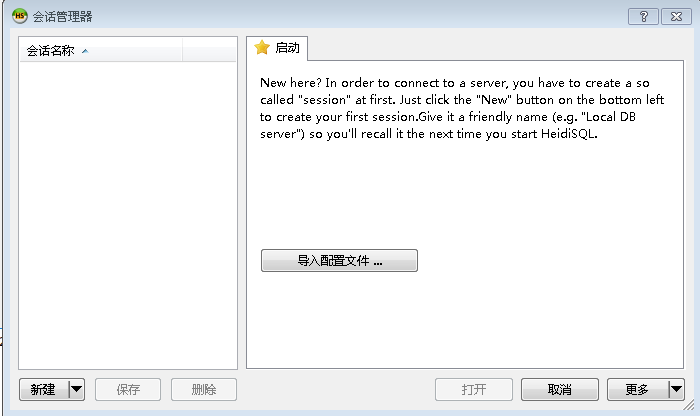 会话管理器
会话名称
启动
New here? In order to connect to a server, you have to create a so
called "session" at first. Just click the "New" button on the bottom left
to create your first session.Give it a friendly name (e.g. "Local DB
server") so you'll recall it the next time you start HeidiSQL.
导入配置文件 ...
新建 保存 删除 打开 取消 更多